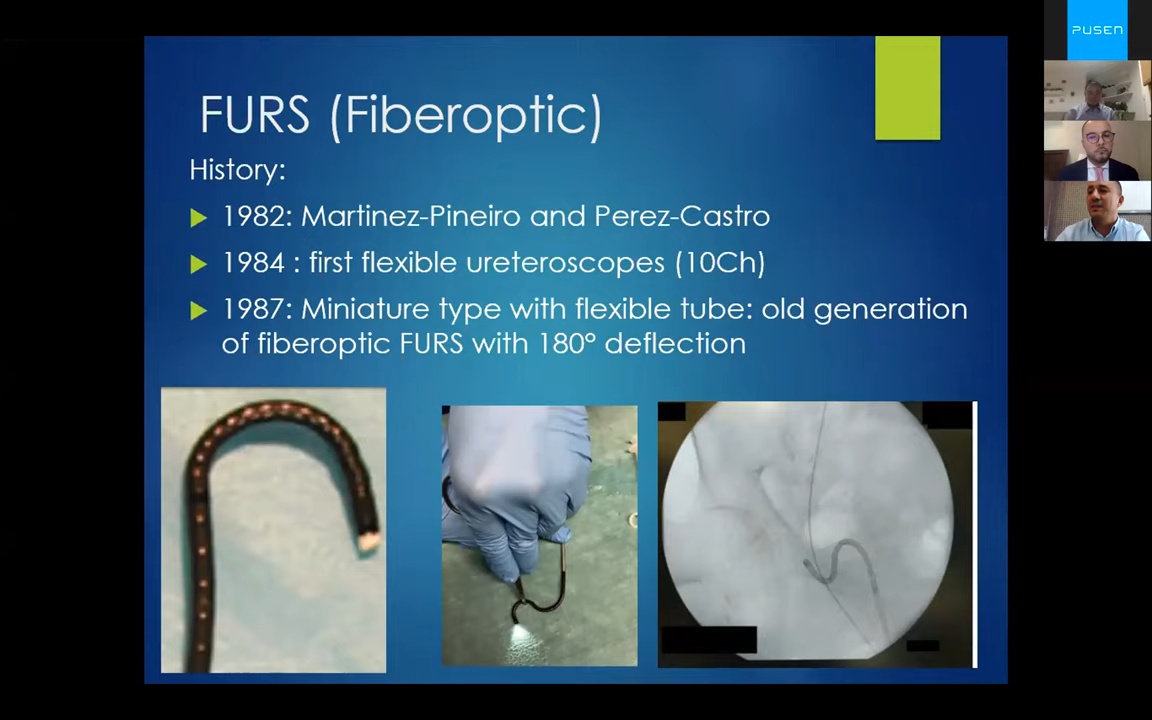 FURS (Fiberoptic)
History:
1982: Martinez-Pineiro and Perez-Castro
1984 : first flexible ureteroscopes (10Ch)
1987: Miniature type with flexible tube: old generation
of fiberoptic FURS with 180° deflection
PUSEN